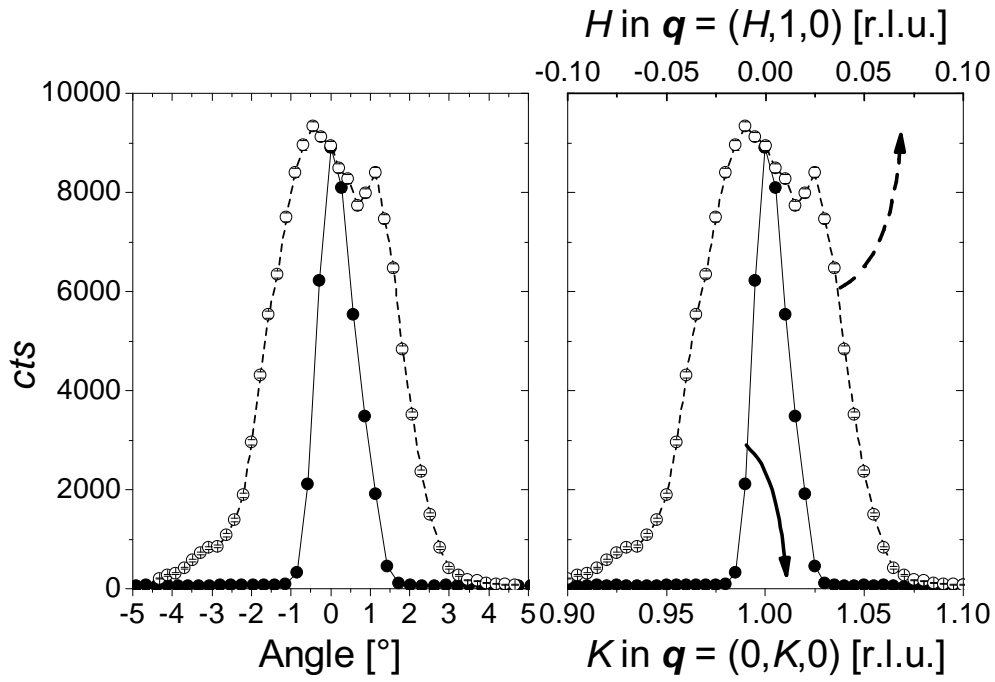 H in q = (H,1,0) [r.l.u.]
-0.10 -0.05 0.00 0.05 0.10
10000
8000
6000
4000
2000
0
cts
-5 -4 -3 -2 -1 0 1 2 3 4 5
0.90 0.95 1.00 1.05 1.10
Angle [°]
K in q = (0,K,0) [r.l.u.]